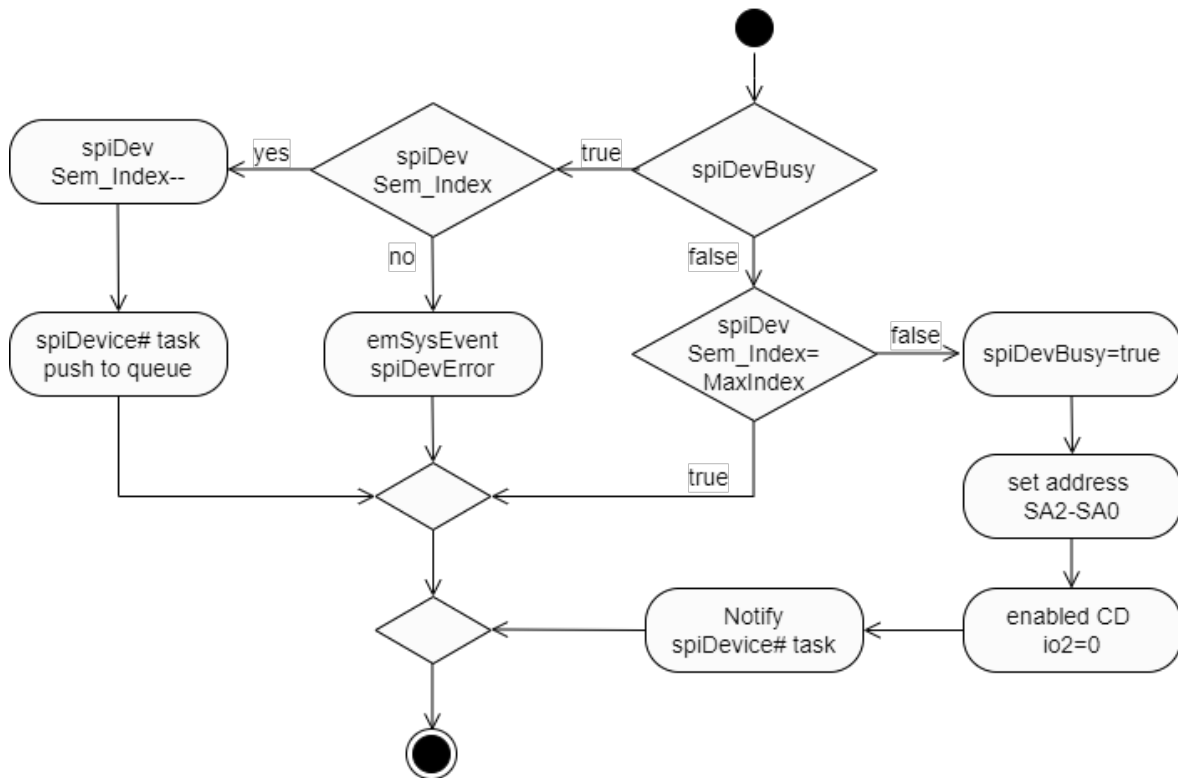 spiDev
Sem_Index--
yes
spiDev
Sem_Index
true
spiDevBusy
no
false
spiDevice# task
push to queue
emSysEvent
spiDevError
spiDev
Sem_Index=
MaxIndex
false
spiDevBusy=true
true
set address
SA2-SA0
Notify
spiDevice# task
enabled CD
io2=0